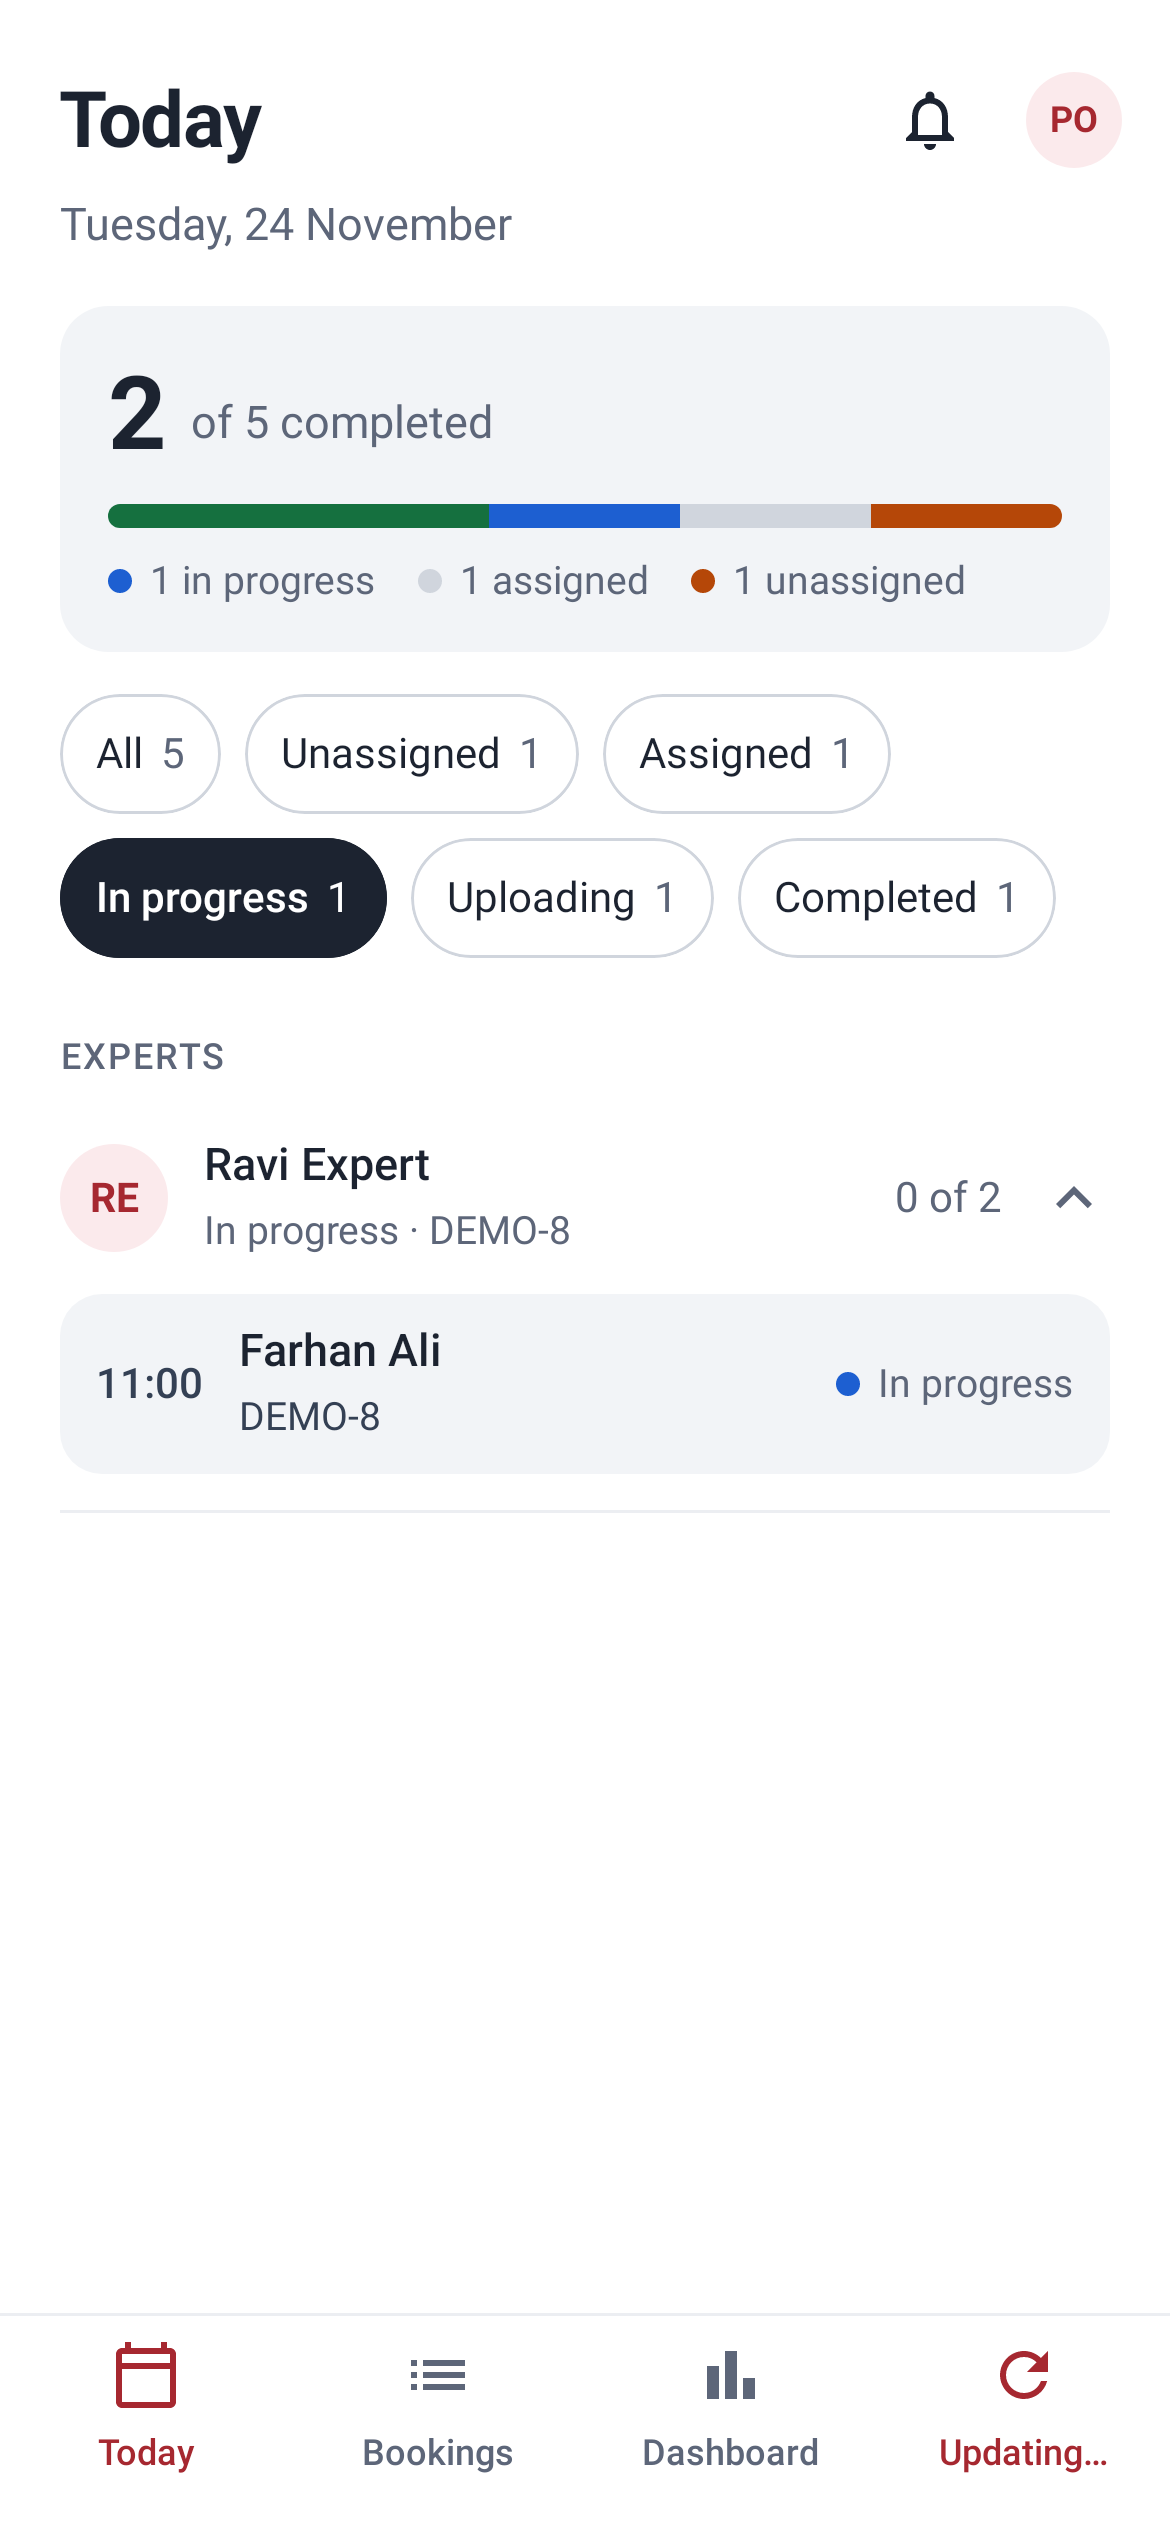 Today
PO
Tuesday, 24 November
2 of 5 completed
1 in progress 1 assigned 1 unassigned
All 5 Unassigned 1 Assigned 1
In progress 1 Uploading 1 Completed 1
EXPERTS
RE
Ravi Expert
In progress · DEMO-8
0 of 2
11:00
Farhan Ali
DEMO-8
In progress
Today Bookings Dashboard Updating...